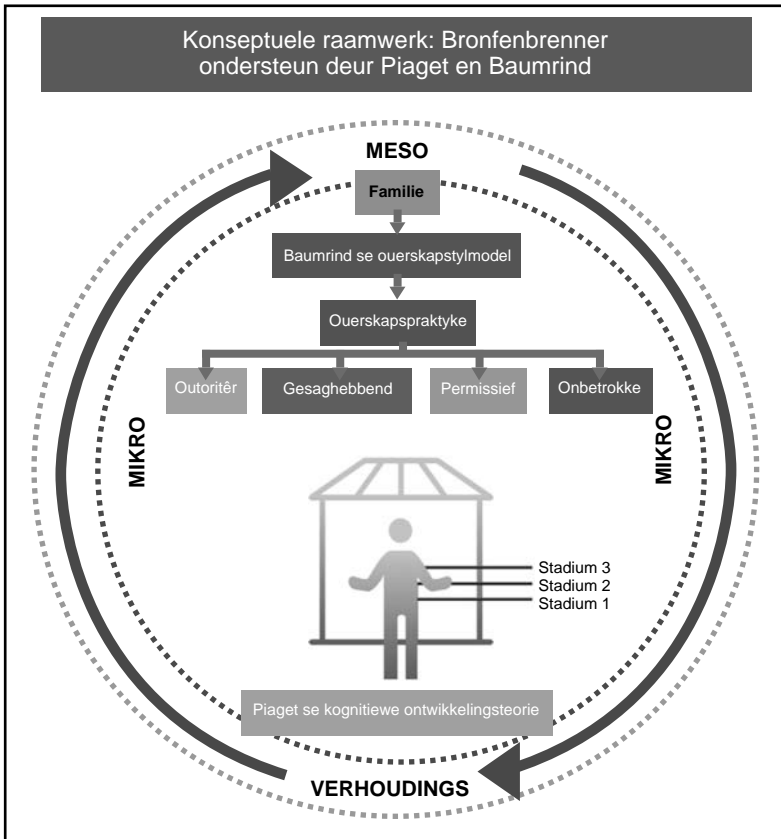 Konseptuele raamwerk: Bronfenbrenner
ondersteun deur Piaget en Baumrind
MESO
Familie
Baumrind se ouerskapstylmodel
Ouerskapspraktyke
Outoritêr
Gesaghebbend
Permissief
Onbetrokke
MIKRO
MIKRO
Stadium 3
Stadium 2
Stadium 1
Piaget se kognitiewe ontwikkelingsteorie
VERHOUDINGS